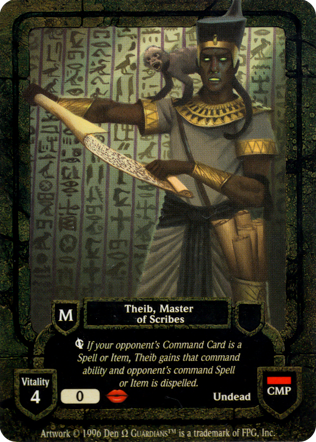 M
Theib, Master
of Scribes
If your opponent's Command Card is a
Spell or Item, Theib gains that command
ability and opponent's command Spell
or Item is dispelled.
Vitality
4
0
Undead
CMP
Artwork © 1996 Den Ω GUARDIANS™ is a trademark of FPG, Inc.